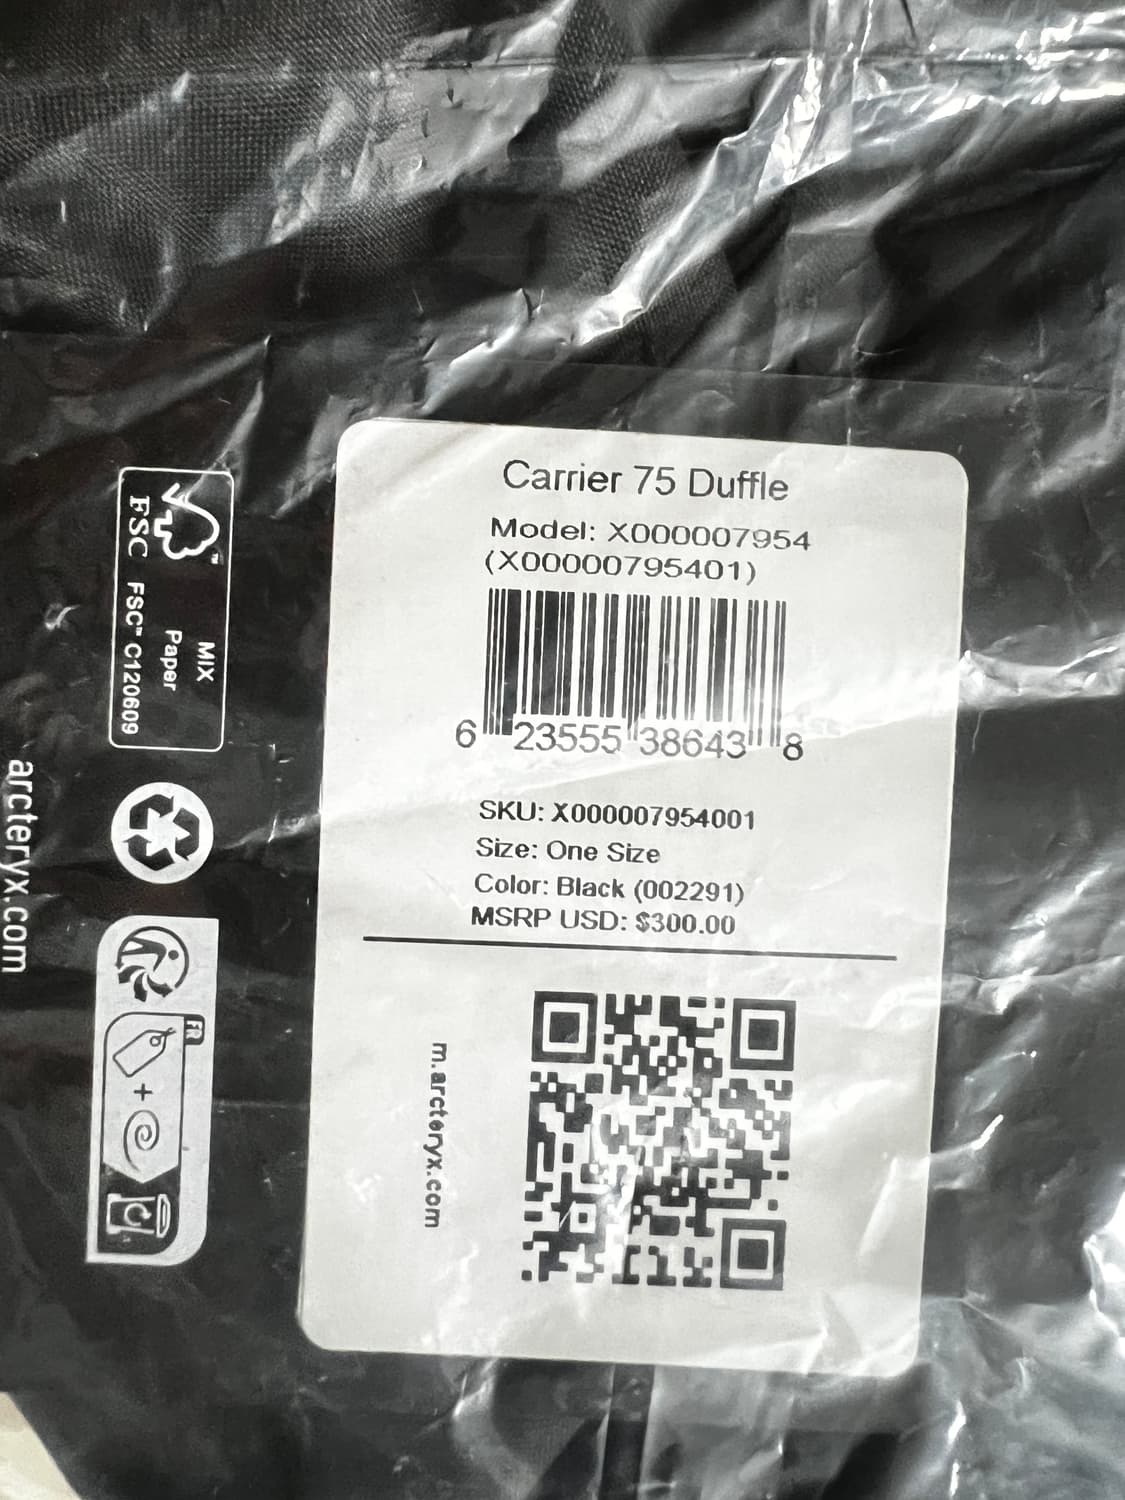 Carrier 75 Duffle
Model: X000007954
(X00000795401)
6 23555 38643 8
SKU: X000007954001
Size: One Size
Color: Black (002291)
MSRP USD: $300.00
m.arcteryx.com
MIX
Paper
FSC™ C120609
FSC
FR
+
arcteryx.com